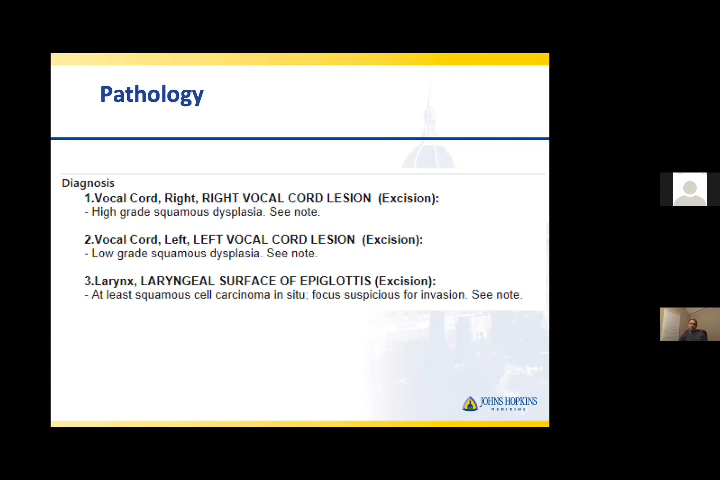 Pathology
Diagnosis
1.Vocal Cord, Right, RIGHT VOCAL CORD LESION (Excision):
- High grade squamous dysplasia. See note.
2.Vocal Cord, Left, LEFT VOCAL CORD LESION (Excision):
- Low grade squamous dysplasia. See note.
3.Larynx, LARYNGEAL SURFACE OF EPIGLOTTIS (Excision):
- At least squamous cell carcinoma in situ, focus suspicious for invasion. See note.
JOHNS HOPKINS
MEDICINE